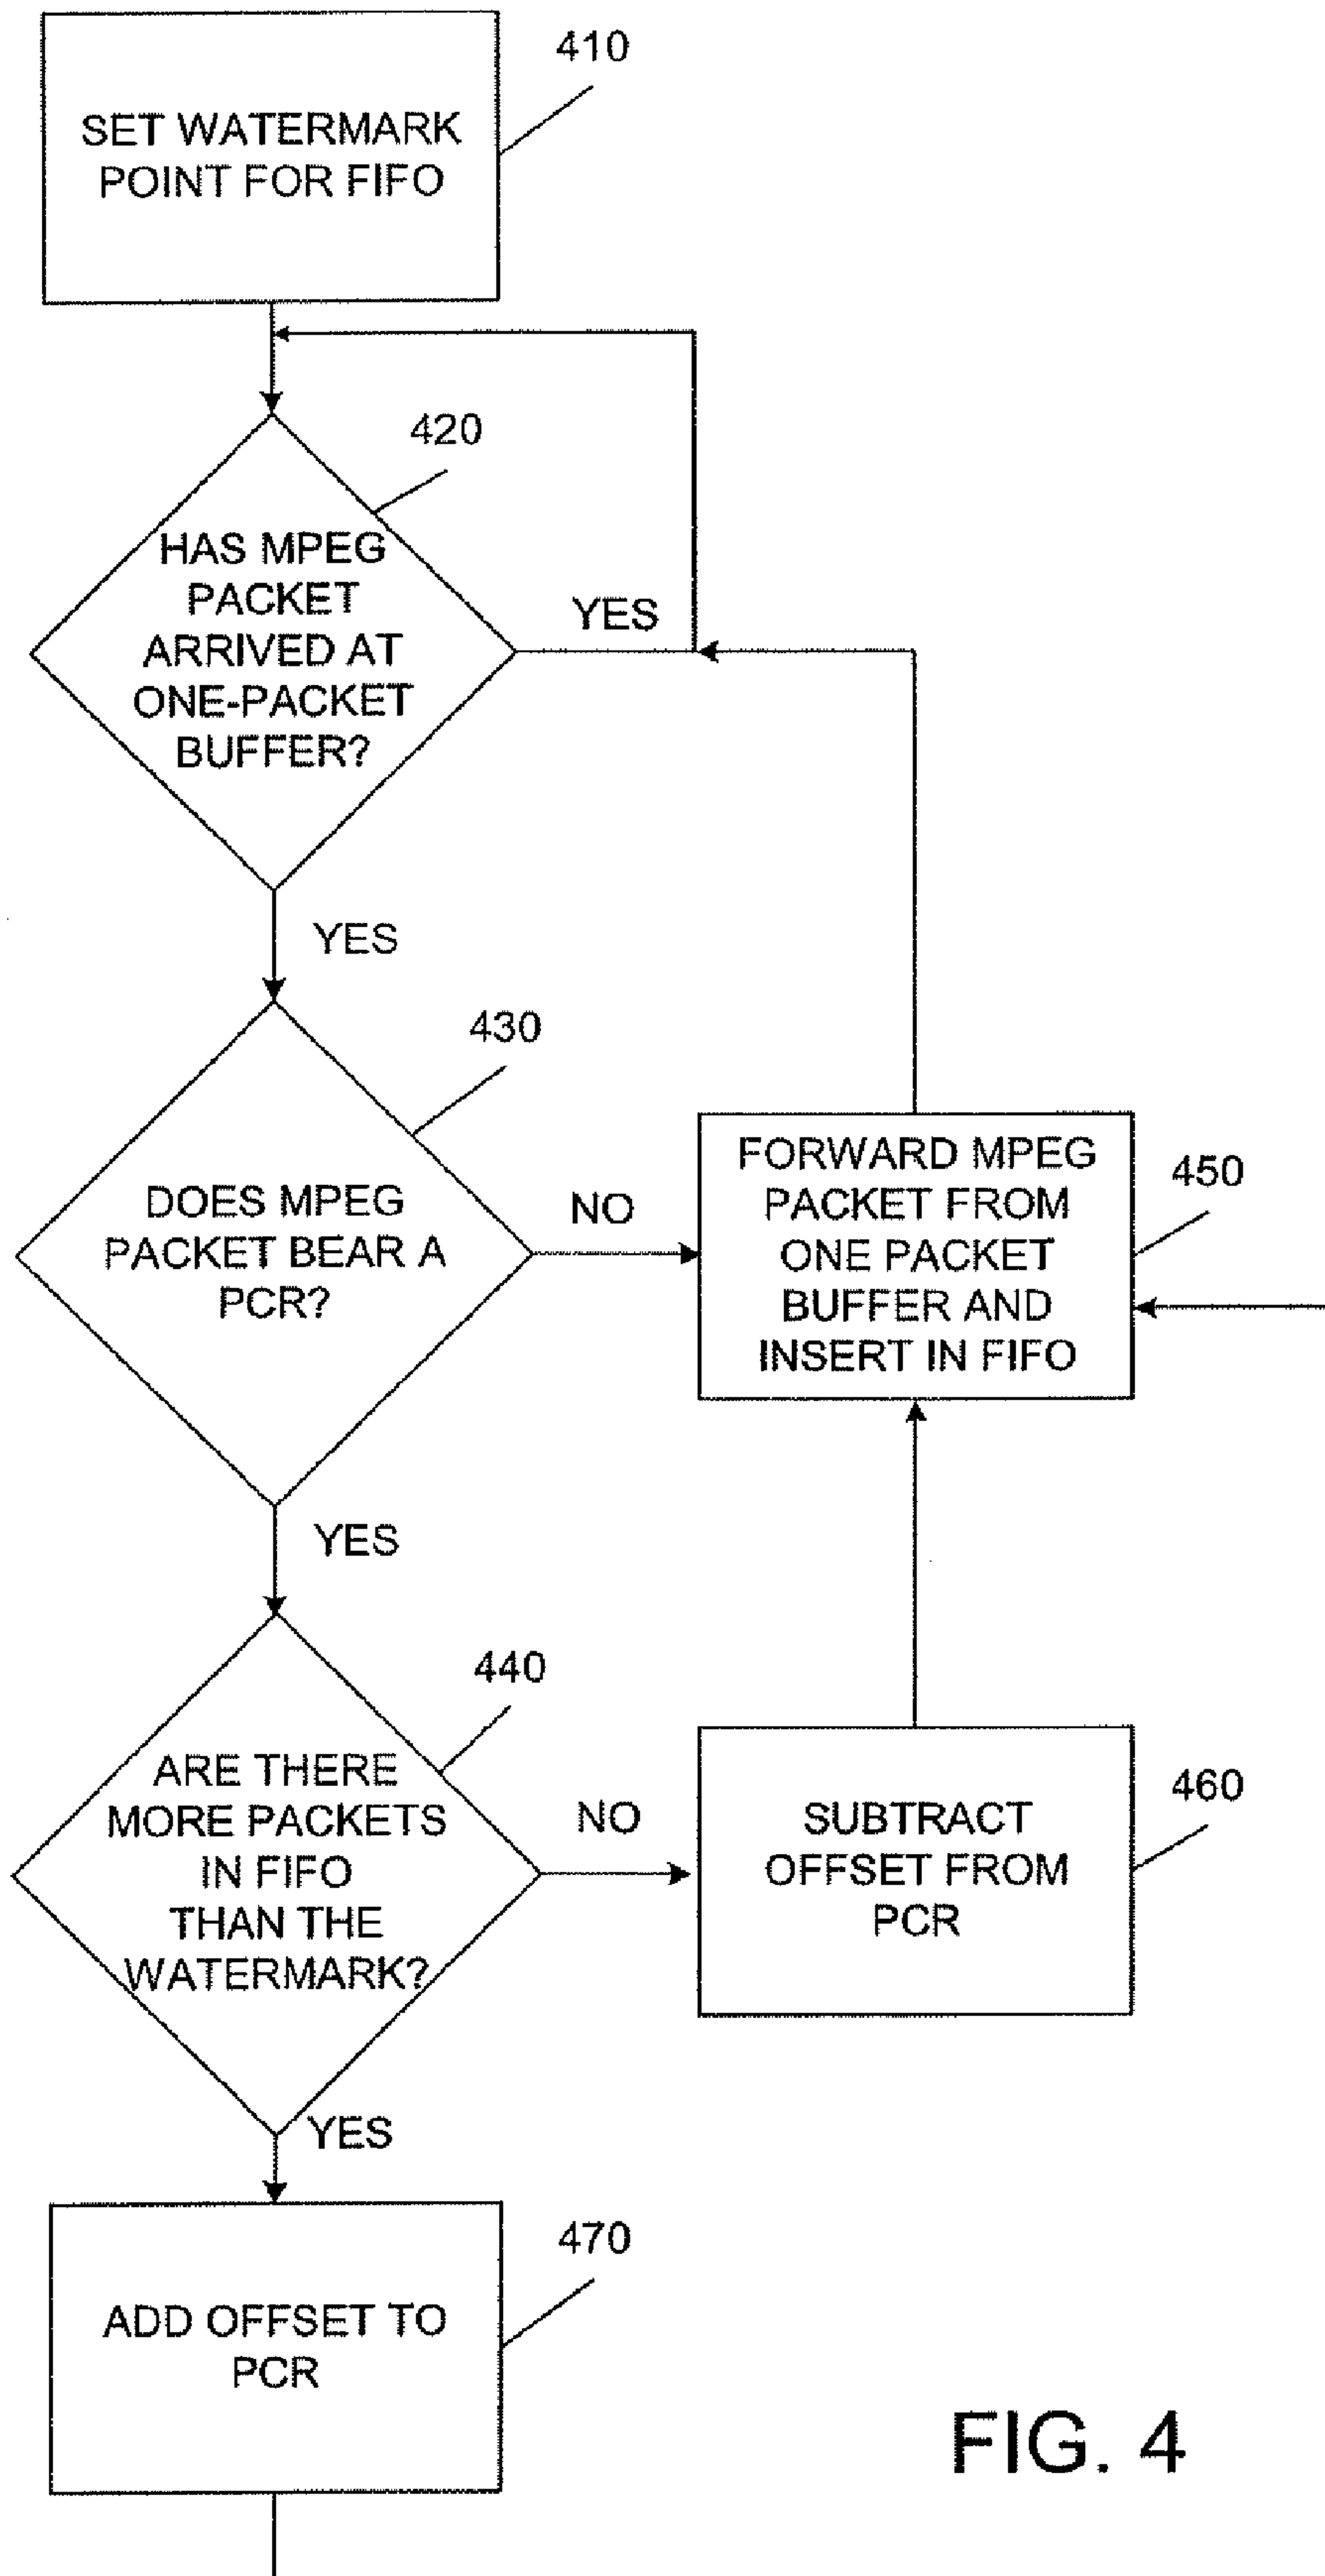 410
SET WATERMARK
POINT FOR FIFO
420
HAS MPEG
PACKET
ARRIVED AT
ONE-PACKET
BUFFER?
YES
YES
430
DOES MPEG
PACKET BEAR A
PCR?
NO
FORWARD MPEG
PACKET FROM
ONE PACKET
BUFFER AND
INSERT IN FIFO
450
YES
440
ARE THERE
MORE PACKETS
IN FIFO
THAN THE
WATERMARK?
NO
SUBTRACT
OFFSET FROM
PCR
460
YES
470
ADD OFFSET TO
PCR
FIG. 4